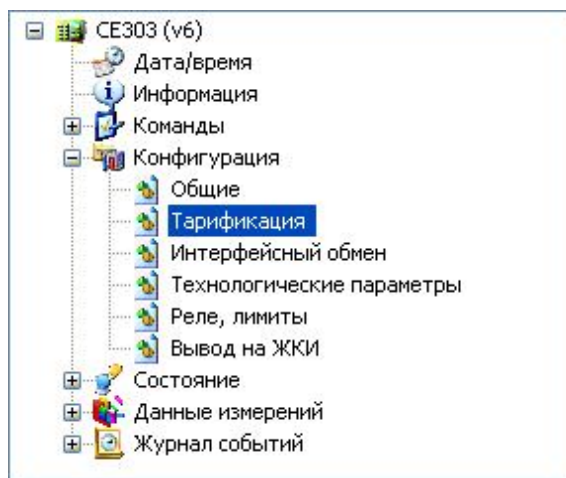 CE303 (v6)
Дата/время
Информация
Команды
Конфигурация
Общие
Тарификация
Интерфейсный обмен
Технологические параметры
Реле, лимиты
Вывод на ЖКИ
Состояние
Данные измерений
Журнал событий